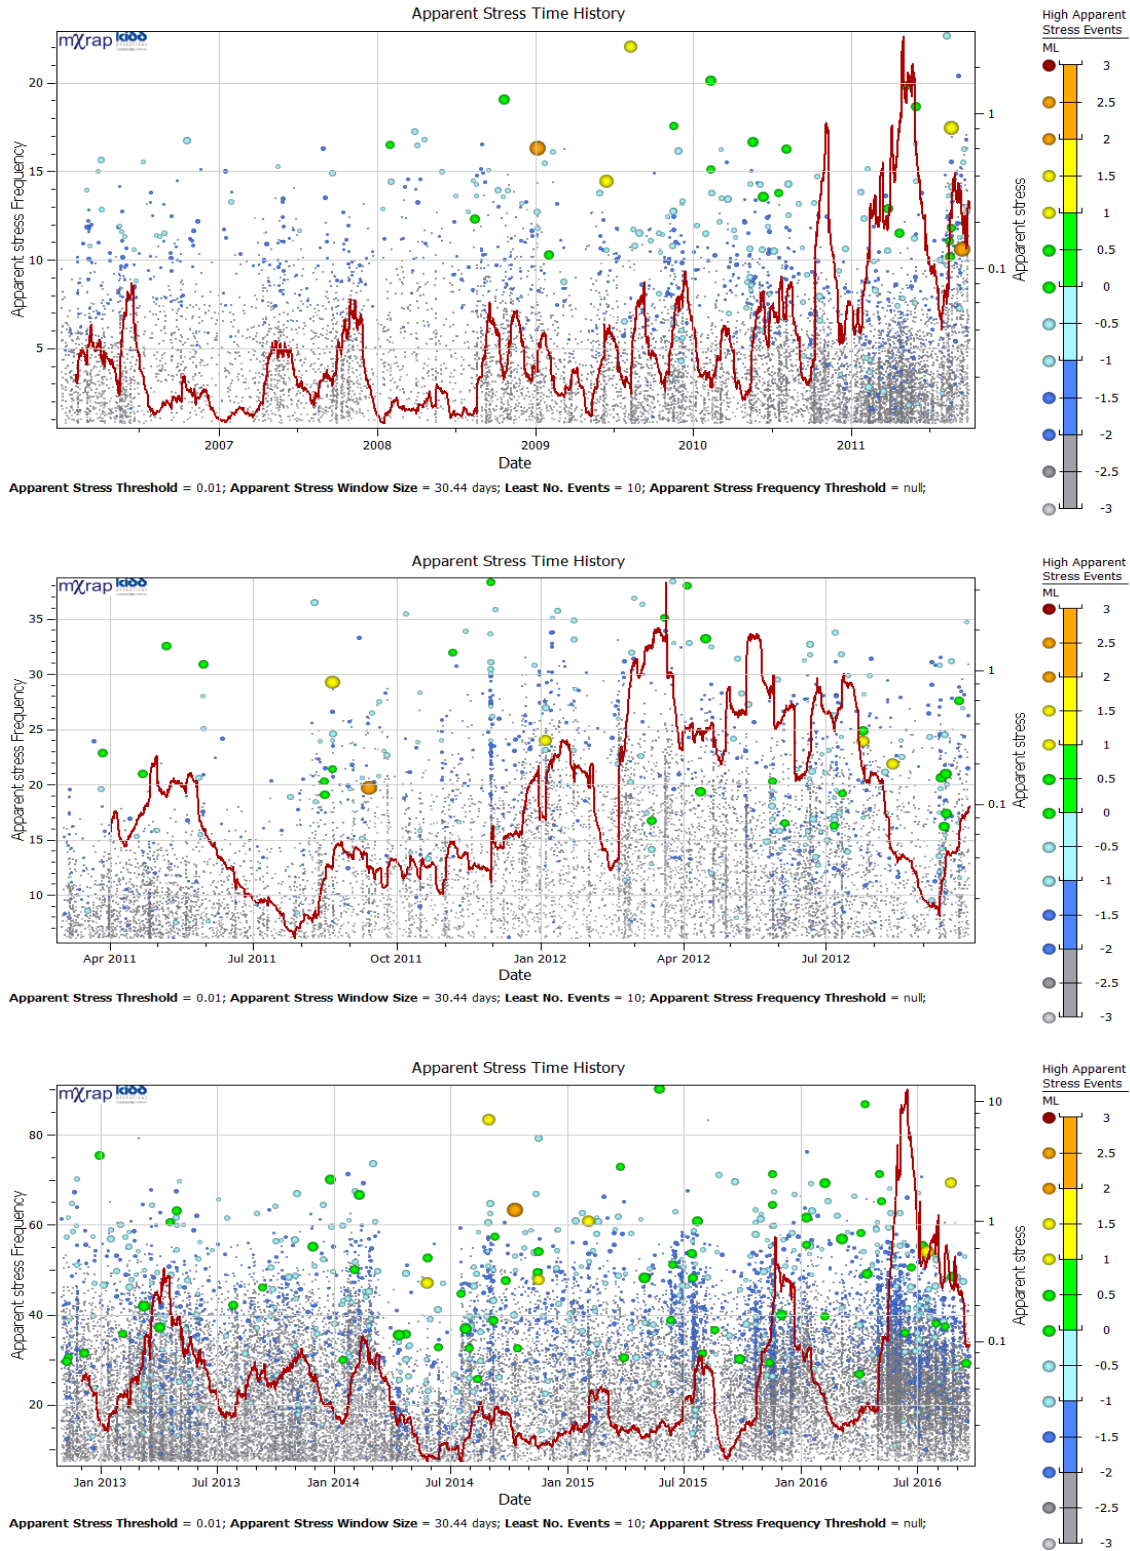 Apparent Stress Time History
mXrap
Apparent stress Frequency
20
15
10
5
1
0.1
Apparent stress
2007
2008
2009
2010
2011
Date
Apparent Stress Threshold = 0.01; Apparent Stress Window Size = 30.44 days; Least No. Events = 10; Apparent Stress Frequency Threshold = null;
High Apparent
Stress Events
ML
3
2.5
2
1.5
1
0.5
0
-0.5
-1
-1.5
-2
-2.5
-3
Apparent Stress Time History
mXrap
Apparent stress Frequency
35
30
25
20
15
10
1
0.1
Apparent stress
Apr 2011
Jul 2011
Oct 2011
Jan 2012
Apr 2012
Jul 2012
Date
Apparent Stress Threshold = 0.01; Apparent Stress Window Size = 30.44 days; Least No. Events = 10; Apparent Stress Frequency Threshold = null;
High Apparent
Stress Events
ML
3
2.5
2
1.5
1
0.5
0
-0.5
-1
-1.5
-2
-2.5
-3
Apparent Stress Time History
mXrap
Apparent stress Frequency
80
60
40
20
10
1
0.1
Apparent stress
Jan 2013
Jul 2013
Jan 2014
Jul 2014
Jan 2015
Jul 2015
Jan 2016
Jul 2016
Date
Apparent Stress Threshold = 0.01; Apparent Stress Window Size = 30.44 days; Least No. Events = 10; Apparent Stress Frequency Threshold = null;
High Apparent
Stress Events
ML
3
2.5
2
1.5
1
0.5
0
-0.5
-1
-1.5
-2
-2.5
-3